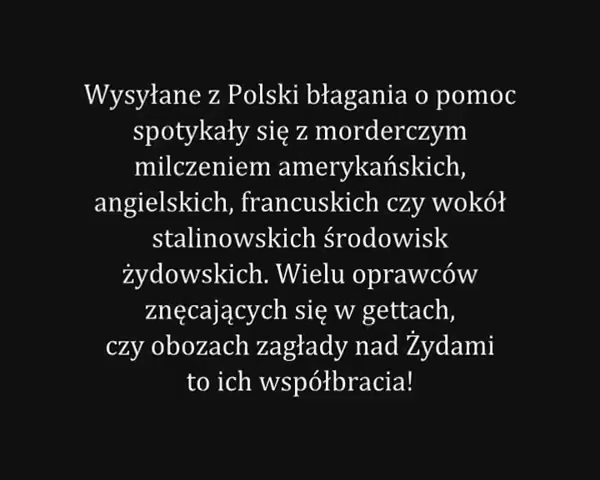 Wysyłane z Polski błagania o pomoc
spotykały się z morderczym
milczeniem amerykańskich,
angielskich, francuskich czy wokół
stalinowskich środowisk
żydowskich. Wielu oprawców
znęcających się w gettach,
czy obozach zagłady nad Żydami
to ich współbracia!